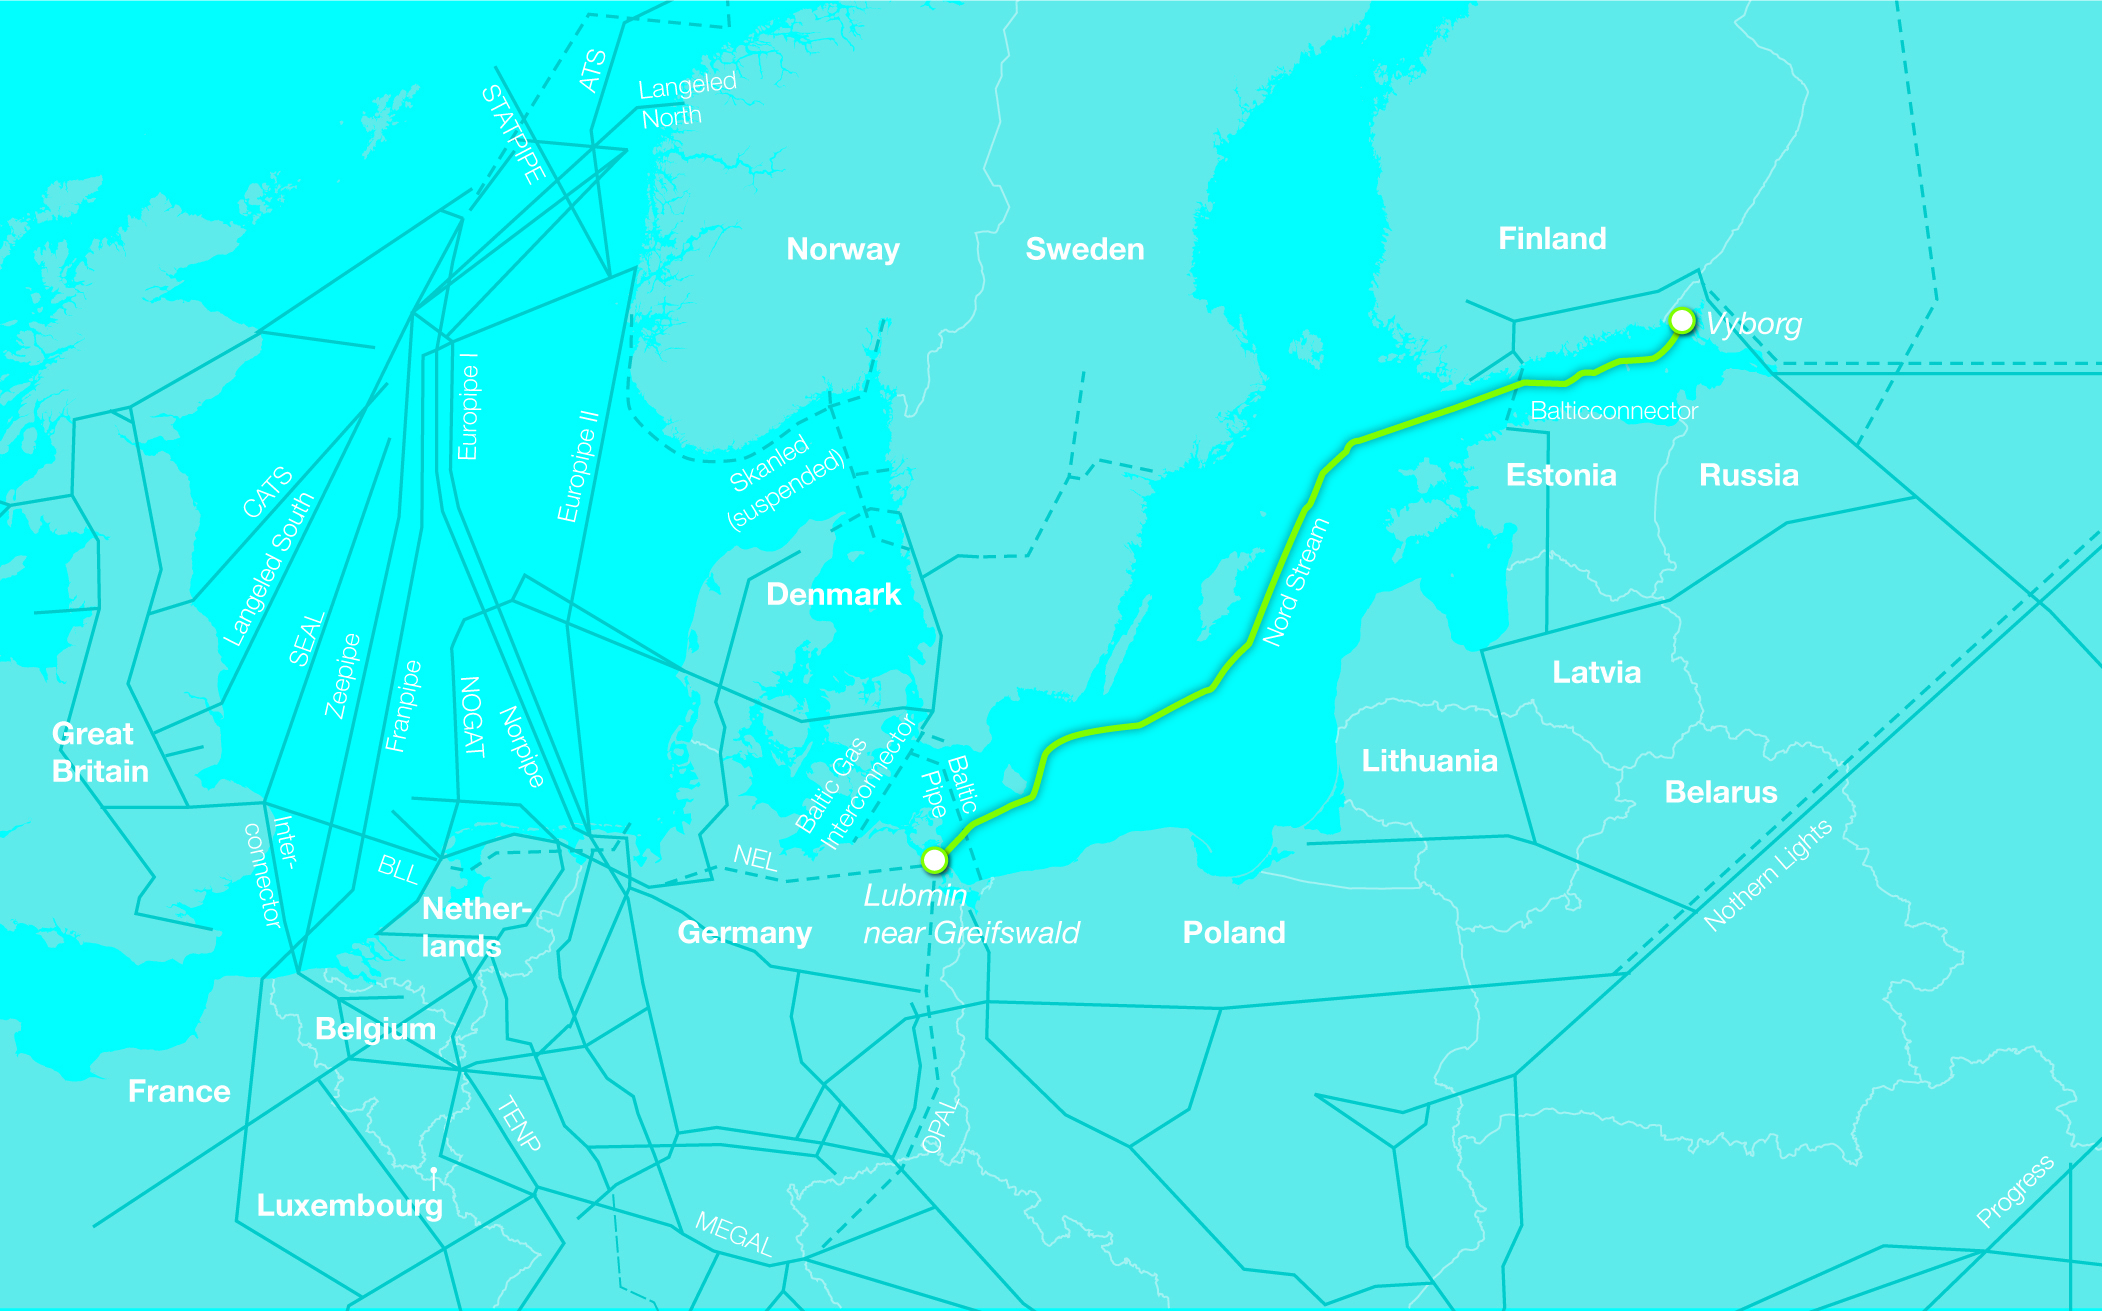 ATS
Langeled
North
STATPIPE
Norway
Sweden
Finland
Vyborg
Europipe I
Europipe II
Balticconnector
Skanled
(suspended)
CATS
Langeled South
Estonia
Russia
Nord Stream
Denmark
SEAL
Zeepipe
Franpipe
NOGAT
Norpipe
Latvia
Great
Britain
Baltic Gas
Interconnector
Baltic
Pipe
Lithuania
Belarus
Nothern Lights
Inter-
connector
BLL
NEL
Lubmin
near Greifswald
Nether-
lands
Germany
Poland
Belgium
France
TENP
OPAL
Luxembourg
MEGAL
Progress